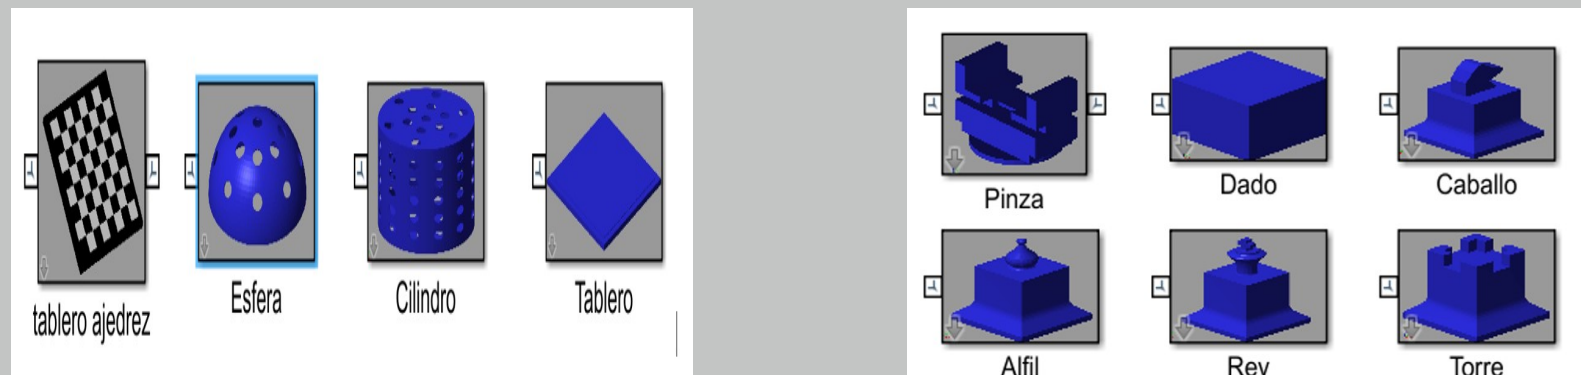 tablero ajedrez
Esfera
Cilindro
Tablero
Pinza
Dado
Caballo
Alfil
Rey
Torre